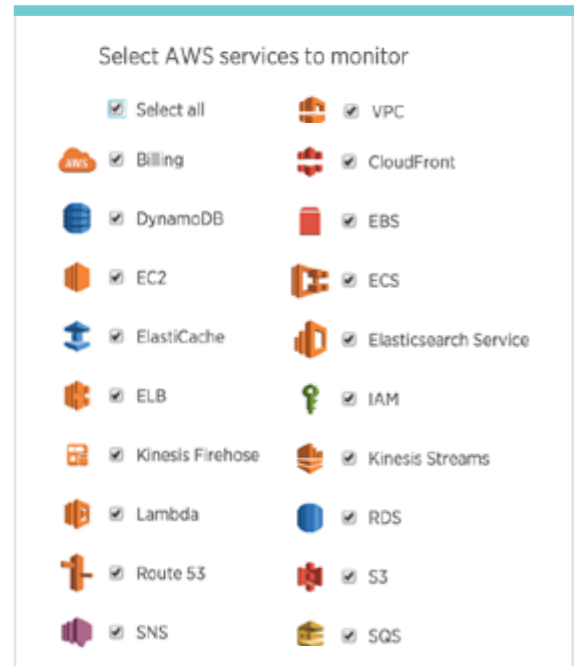 Select AWS services to monitor
Select all
VPC
AWS
Billing
CloudFront
DynamoDB
EBS
EC2
ECS
ElastiCache
Elasticsearch Service
ELB
IAM
Kinesis Firehose
Kinesis Streams
Lambda
RDS
Route 53
S3
SNS
SQS